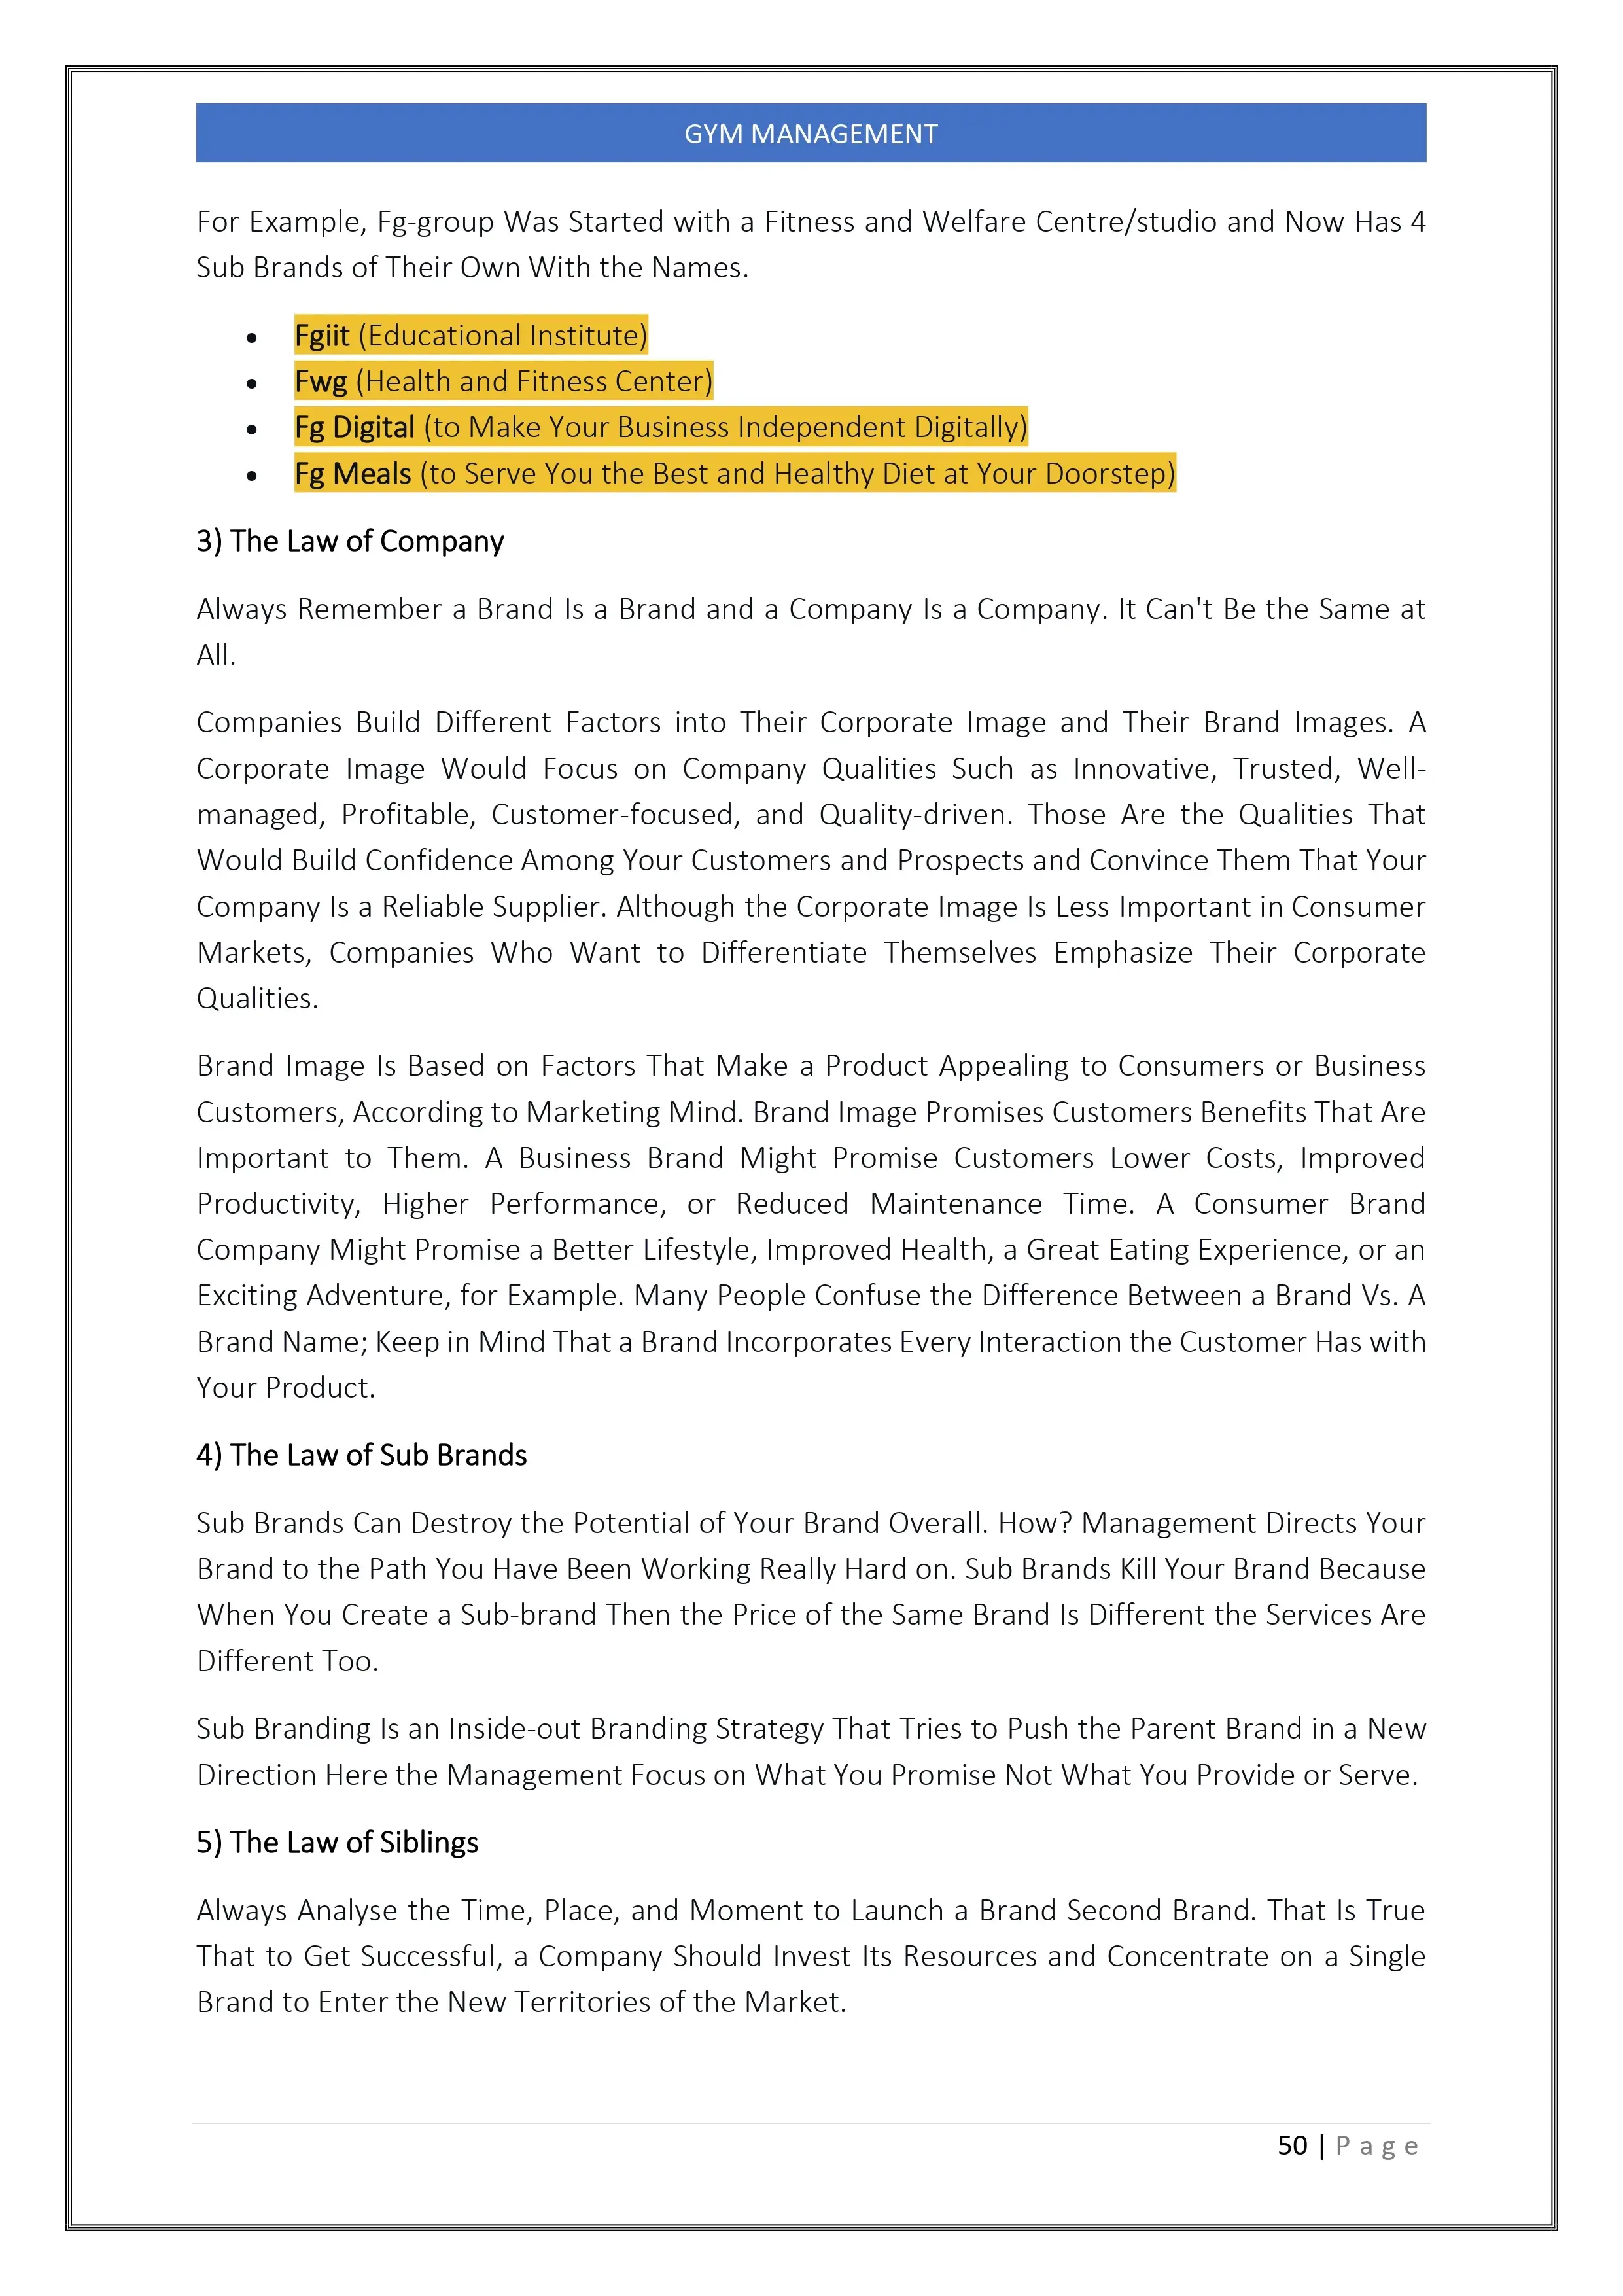 GYM MANAGEMENT
For Example, Fg-group Was Started with a Fitness and Welfare Centre/studio and Now Has 4
Sub Brands of Their Own With the Names.
• Fgiit (Educational Institute)
• Fwg (Health and Fitness Center)
• Fg Digital (to Make Your Business Independent Digitally)
• Fg Meals (to Serve You the Best and Healthy Diet at Your Doorstep)
3) The Law of Company
Always Remember a Brand Is a Brand and a Company Is a Company. It Can't Be the Same at
All.
Companies Build Different Factors into Their Corporate Image and Their Brand Images. A
Corporate Image Would Focus on Company Qualities Such as Innovative, Trusted, Well-
managed, Profitable, Customer-focused, and Quality-driven. Those Are the Qualities That
Would Build Confidence Among Your Customers and Prospects and Convince Them That Your
Company Is a Reliable Supplier. Although the Corporate Image Is Less Important in Consumer
Markets, Companies Who Want to Differentiate Themselves Emphasize Their Corporate
Qualities.
Brand Image Is Based on Factors That Make a Product Appealing to Consumers or Business
Customers, According to Marketing Mind. Brand Image Promises Customers Benefits That Are
Important to Them. A Business Brand Might Promise Customers Lower Costs, Improved
Productivity, Higher Performance, or Reduced Maintenance Time. A Consumer Brand
Company Might Promise a Better Lifestyle, Improved Health, a Great Eating Experience, or an
Exciting Adventure, for Example. Many People Confuse the Difference Between a Brand Vs. A
Brand Name; Keep in Mind That a Brand Incorporates Every Interaction the Customer Has with
Your Product.
4) The Law of Sub Brands
Sub Brands Can Destroy the Potential of Your Brand Overall. How? Management Directs Your
Brand to the Path You Have Been Working Really Hard on. Sub Brands Kill Your Brand Because
When You Create a Sub-brand Then the Price of the Same Brand Is Different the Services Are
Different Too.
Sub Branding Is an Inside-out Branding Strategy That Tries to Push the Parent Brand in a New
Direction Here the Management Focus on What You Promise Not What You Provide or Serve.
5) The Law of Siblings
Always Analyse the Time, Place, and Moment to Launch a Brand Second Brand. That Is True
That to Get Successful, a Company Should Invest Its Resources and Concentrate on a Single
Brand to Enter the New Territories of the Market.
50 | Page